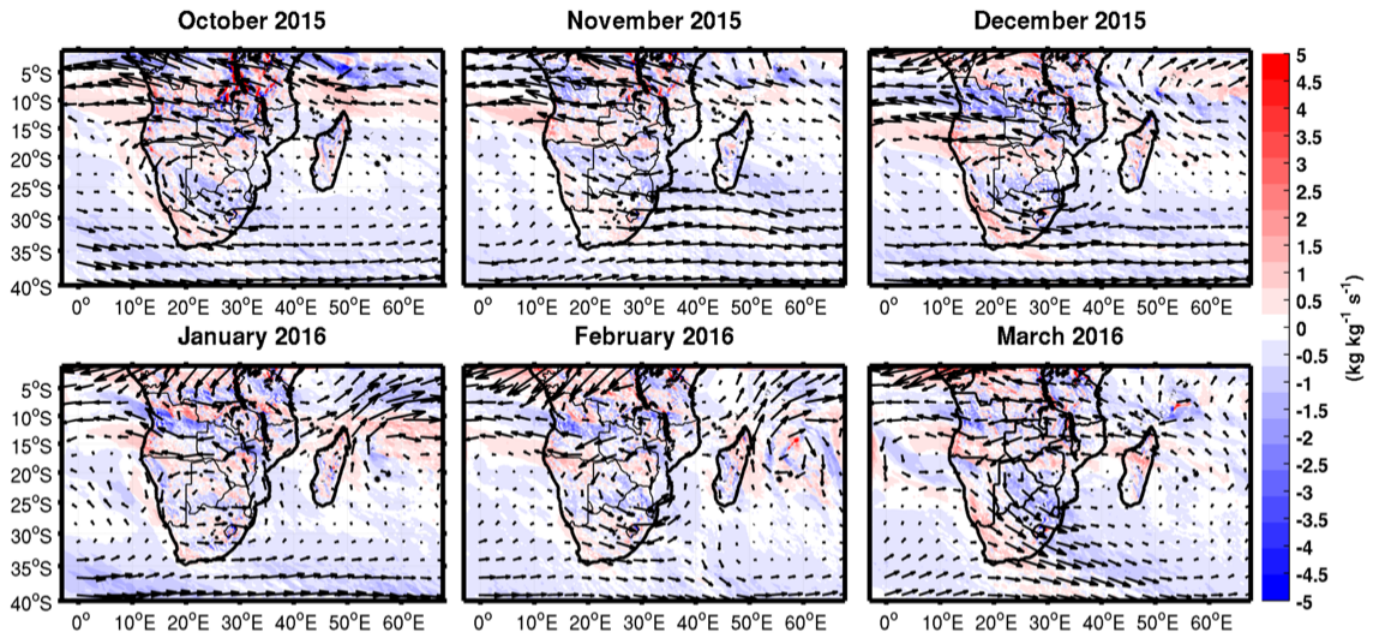 October 2015 November 2015 December 2015
5°S
10°S
15°S
20°S
25°S
30°S
35°S
40°S
0° 10°E 20°E 30°E 40°E 50°E 60°E 0° 10°E 20°E 30°E 40°E 50°E 60°E 0° 10°E 20°E 30°E 40°E 50°E 60°E
January 2016 February 2016 March 2016
5°S
10°S
15°S
20°S
25°S
30°S
35°S
40°S
0° 10°E 20°E 30°E 40°E 50°E 60°E 0° 10°E 20°E 30°E 40°E 50°E 60°E 0° 10°E 20°E 30°E 40°E 50°E 60°E
5
4.5
4
3.5
3
2.5
2
1.5
1
0.5
0
-0.5
-1
-1.5
-2
-2.5
-3
-3.5
-4
-4.5
-5
(kg kg⁻¹ s⁻¹)